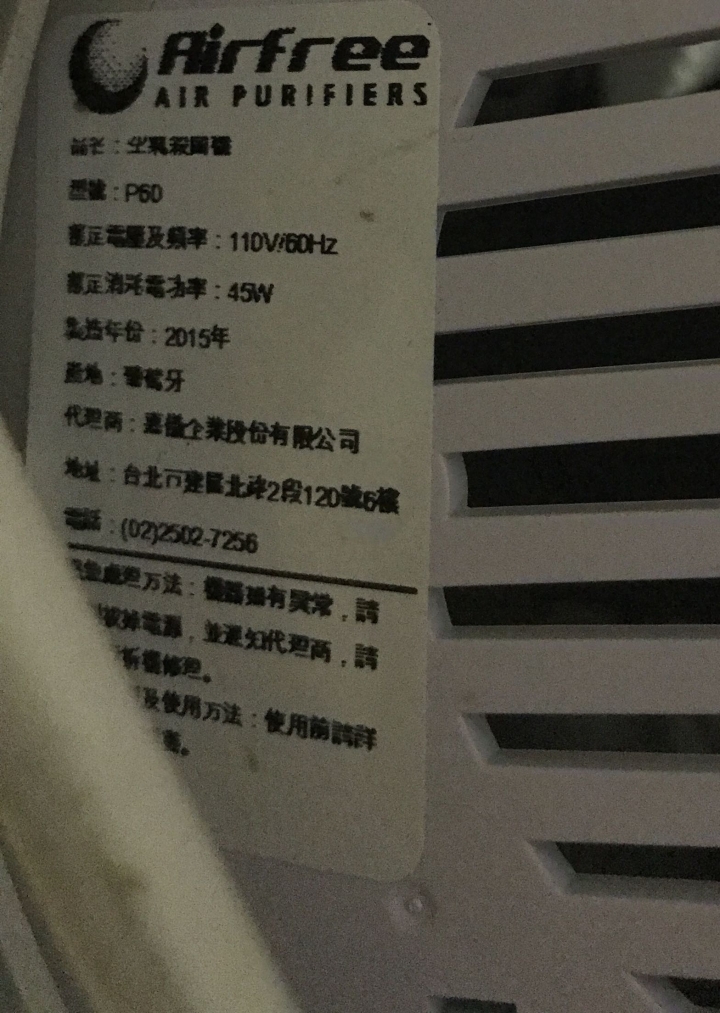 Airfree
AIR PURIFIERS
品名：空氣殺菌機
型號：P60
額定電壓及頻率：110V/60Hz
額定消耗電功率：45W
製造年份：2015年
產地：葡萄牙
代理商：嘉儀企業股份有限公司
地址：台北市建國北路2段120號6樓
電話：(02)2502-7256
急處理方法：機器如有異常，請
拔掉電源，並通知代理商，請
拆機修理。
及使用方法：使用前請詳